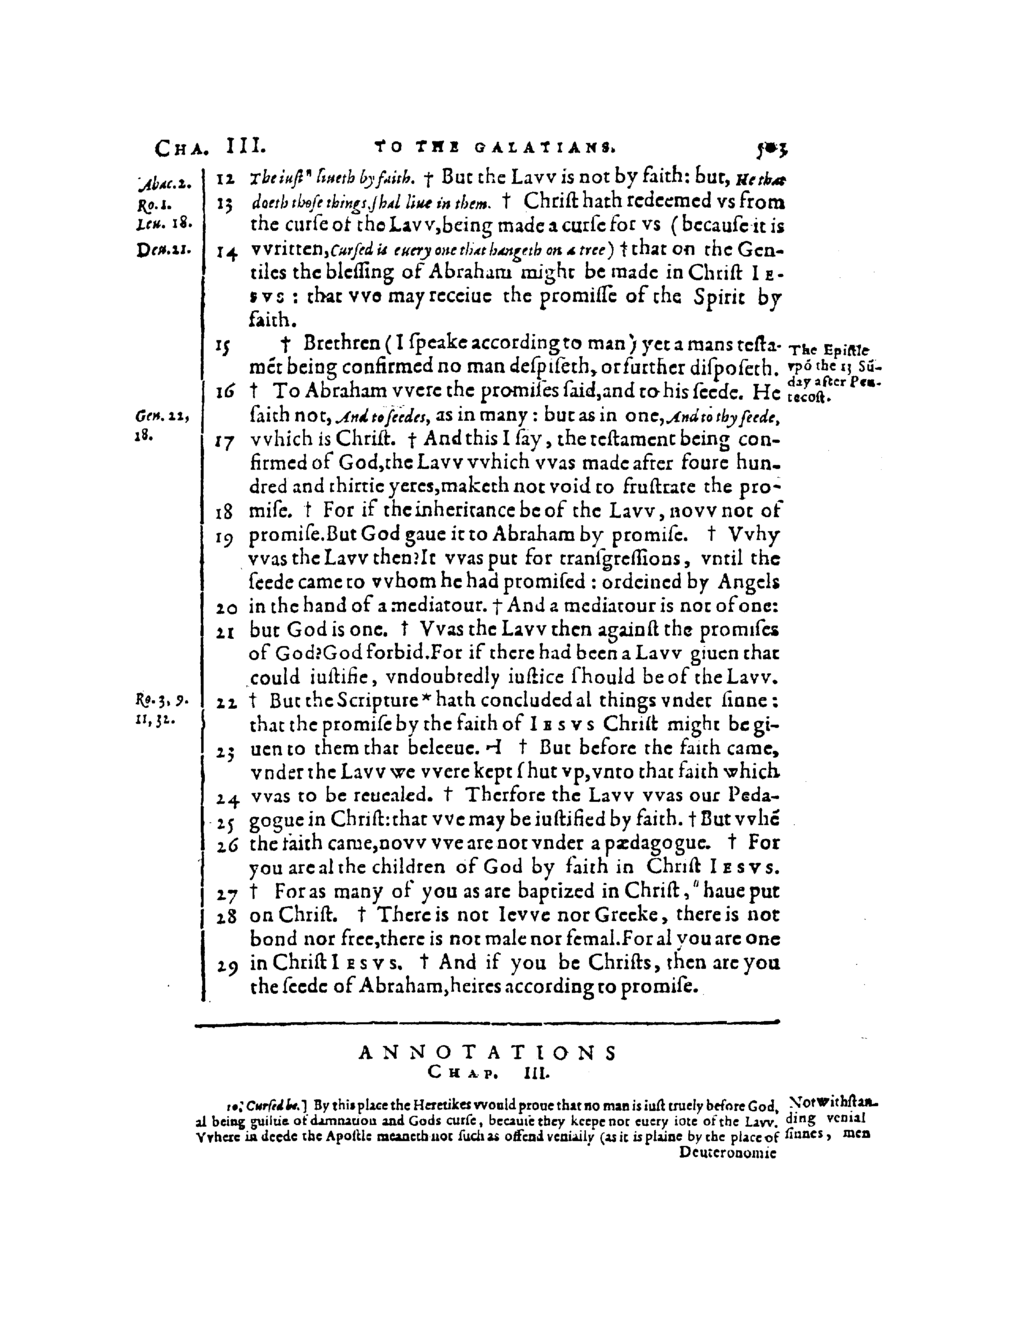 CHA. III. TO THE GALATIANS. 503
Abac.2.
Ro.1.
Leu. 18.
Deu.21.
12 The iust" liueth by faith. † But the Lavv is not by faith: but, He that
13 doeth those things, shal liue in them. † Chriſt hath redeemed vs from
the curſe of the Lavv, being made a curſe for vs (becauſe it is
14 vvritten, Curſed is euery one that hangeth on a tree) † that on the Gen-
tiles the bleſſing of Abraham might be made in Chriſt IE-
SVS: that vve may receiue the promiſſe of the Spirit by
faith.
15 † Brethren (I ſpeake according to man) yet a mans teſta-
mēt being confirmed no man deſpiſeth, or further diſpoſeth.
The Epiſtle
vpō the 13 Sū-
day after Pen-
tecoſt.
16 † To Abraham vvere the promiſes ſaid, and to his ſeede. He
ſaith not, And to ſeedes, as in many: but as in one, And to thy ſeede,
Gen. 22,
18.
17 vvhich is Chriſt. † And this I ſay, the teſtament being con-
firmed of God, the Lavv vvhich vvas made after foure hun-
dred and thirtie yeres, maketh not void to fruſtrate the pro-
18 miſe. † For if the inheritance be of the Lavv, novv not of
19 promiſe. But God gaue it to Abraham by promiſe. † Vvhy
vvas the Lavv then? It vvas put for tranſgreſſions, vntil the
ſeede came to vvhom he had promiſed: ordeined by Angels
20 in the hand of a mediatour. † And a mediatour is not of one:
21 but God is one. † Vvas the Lavv then againſt the promiſes
of God? God forbid. For if there had been a Lavv giuen that
could iuſtifie, vndoubtedly iuſtice ſhould be of the Lavv.
Ro.3, 9.
11, 32.
22 † But the Scripture * hath concluded al things vnder ſinne:
that the promiſe by the faith of IESVS Chriſt might be gi-
23 uen to them that beleeue. ⊣ † But before the faith came,
vnder the Lavv we vvere kept ſhut vp, vnto that faith which
24 vvas to be reuealed. † Therfore the Lavv vvas our Peda-
25 gogue in Chriſt: that vve may be iuſtified by faith. † But vvhē
26 the faith came, novv vve are not vnder a pædagogue. † For
you are al the children of God by faith in Chriſt IESVS.
27 † For as many of you as are baptized in Chriſt, " haue put
28 on Chriſt. † There is not Ievve nor Greeke, there is not
bond nor free, there is not male nor femal. For al you are one
29 in Chriſt IESVS. † And if you be Chriſts, then are you
the ſeede of Abraham, heires according to promiſe.
ANNOTATIONS
CHAP. III.
10. Curſed be.] By this place the Heretikes vvould proue that no man is iuſt truely before God,
al being guiltie of damnation and Gods curſe, becauſe they keepe not euery iote of the Lavv.
Vvhere in deede the Apoſtle meaneth not ſuch as offend venially (as it is plaine by the place of
Deuteronomie
Notwithſtan-
ding venial
ſinnes, men